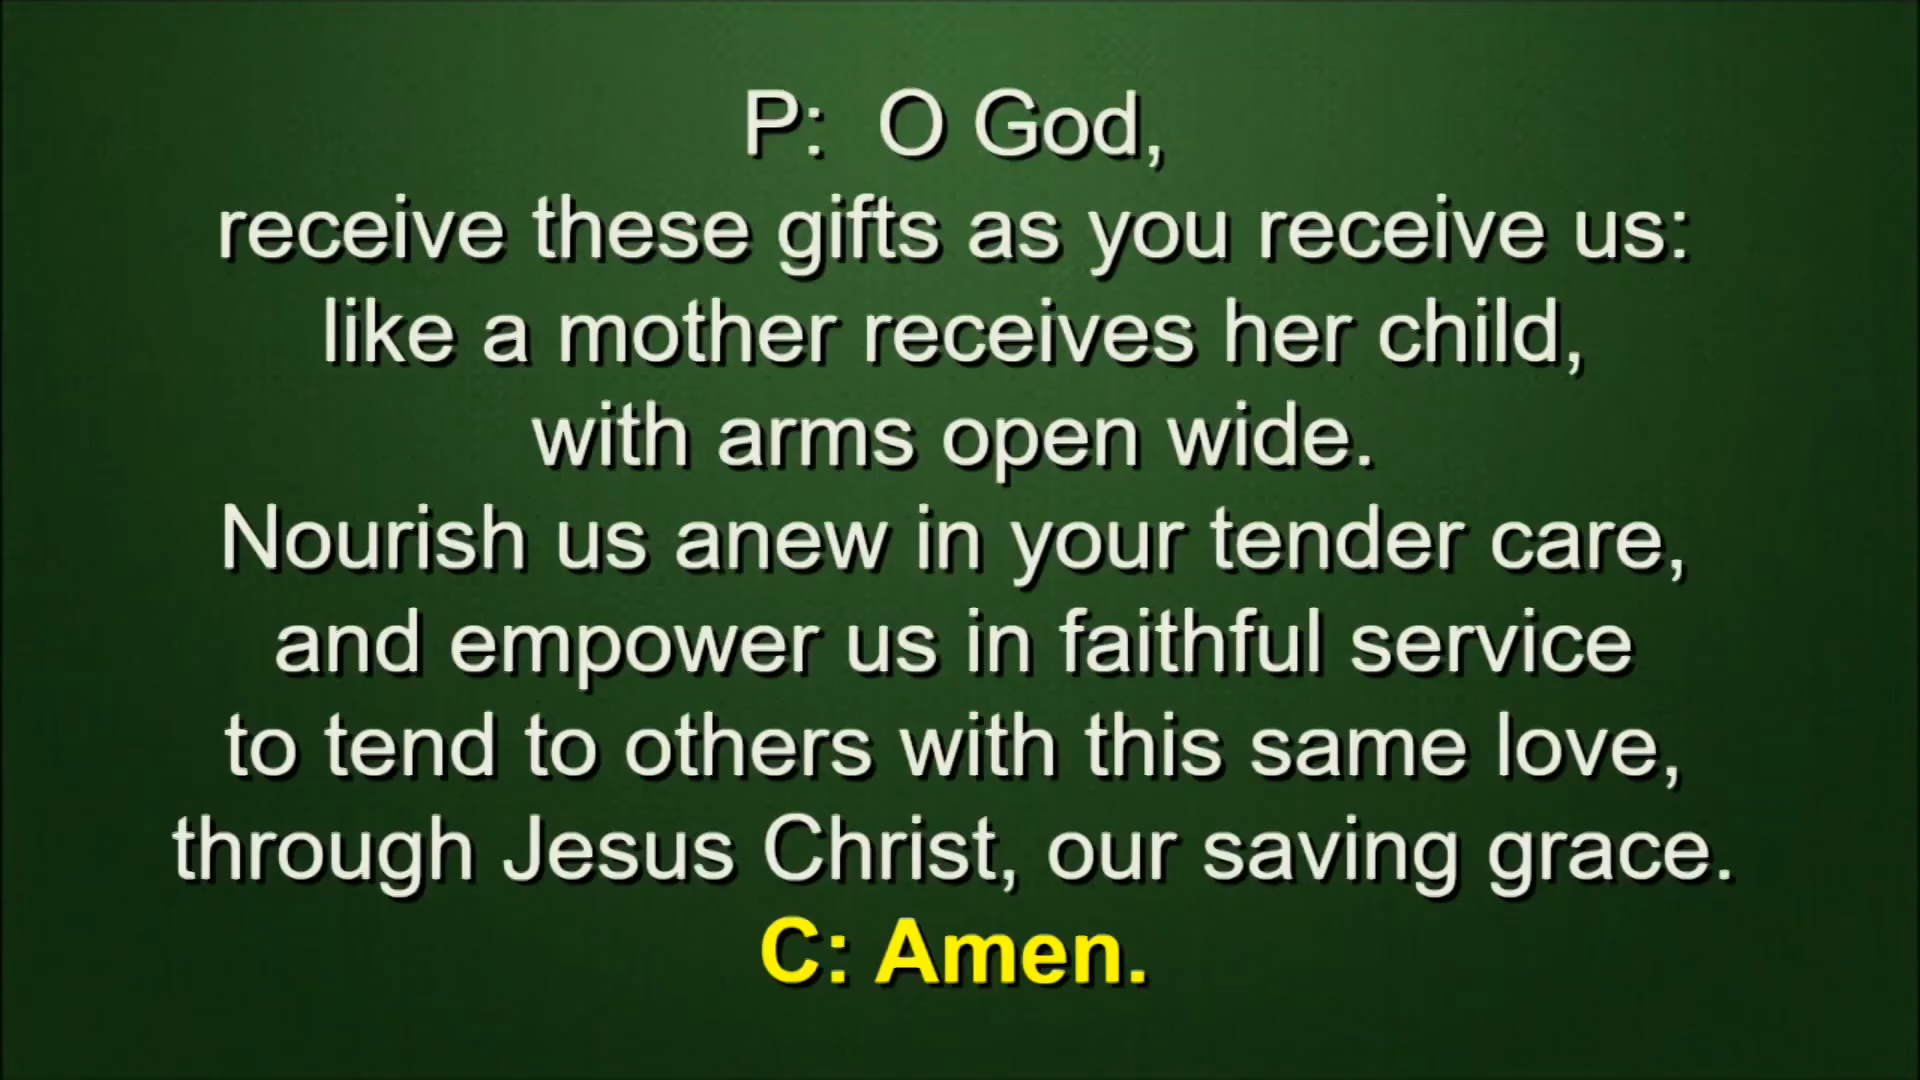 P:  O God,
receive these gifts as you receive us:
like a mother receives her child,
with arms open wide.
Nourish us anew in your tender care,
and empower us in faithful service
to tend to others with this same love,
through Jesus Christ, our saving grace.
C: Amen.